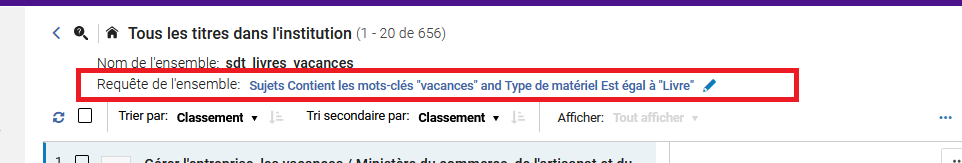 Tous les titres dans l'institution (1 - 20 de 656)
Nom de l'ensemble: sdt_livres_vacances
Requête de l'ensemble: Sujets Contient les mots-clés "vacances" and Type de matériel Est égal à "Livre"
Trier par: Classement Tri secondaire par: Classement Afficher: Tout afficher
1 Gérer l'entreprise, les vacances / Ministère du commerce, de l'artisanat et du